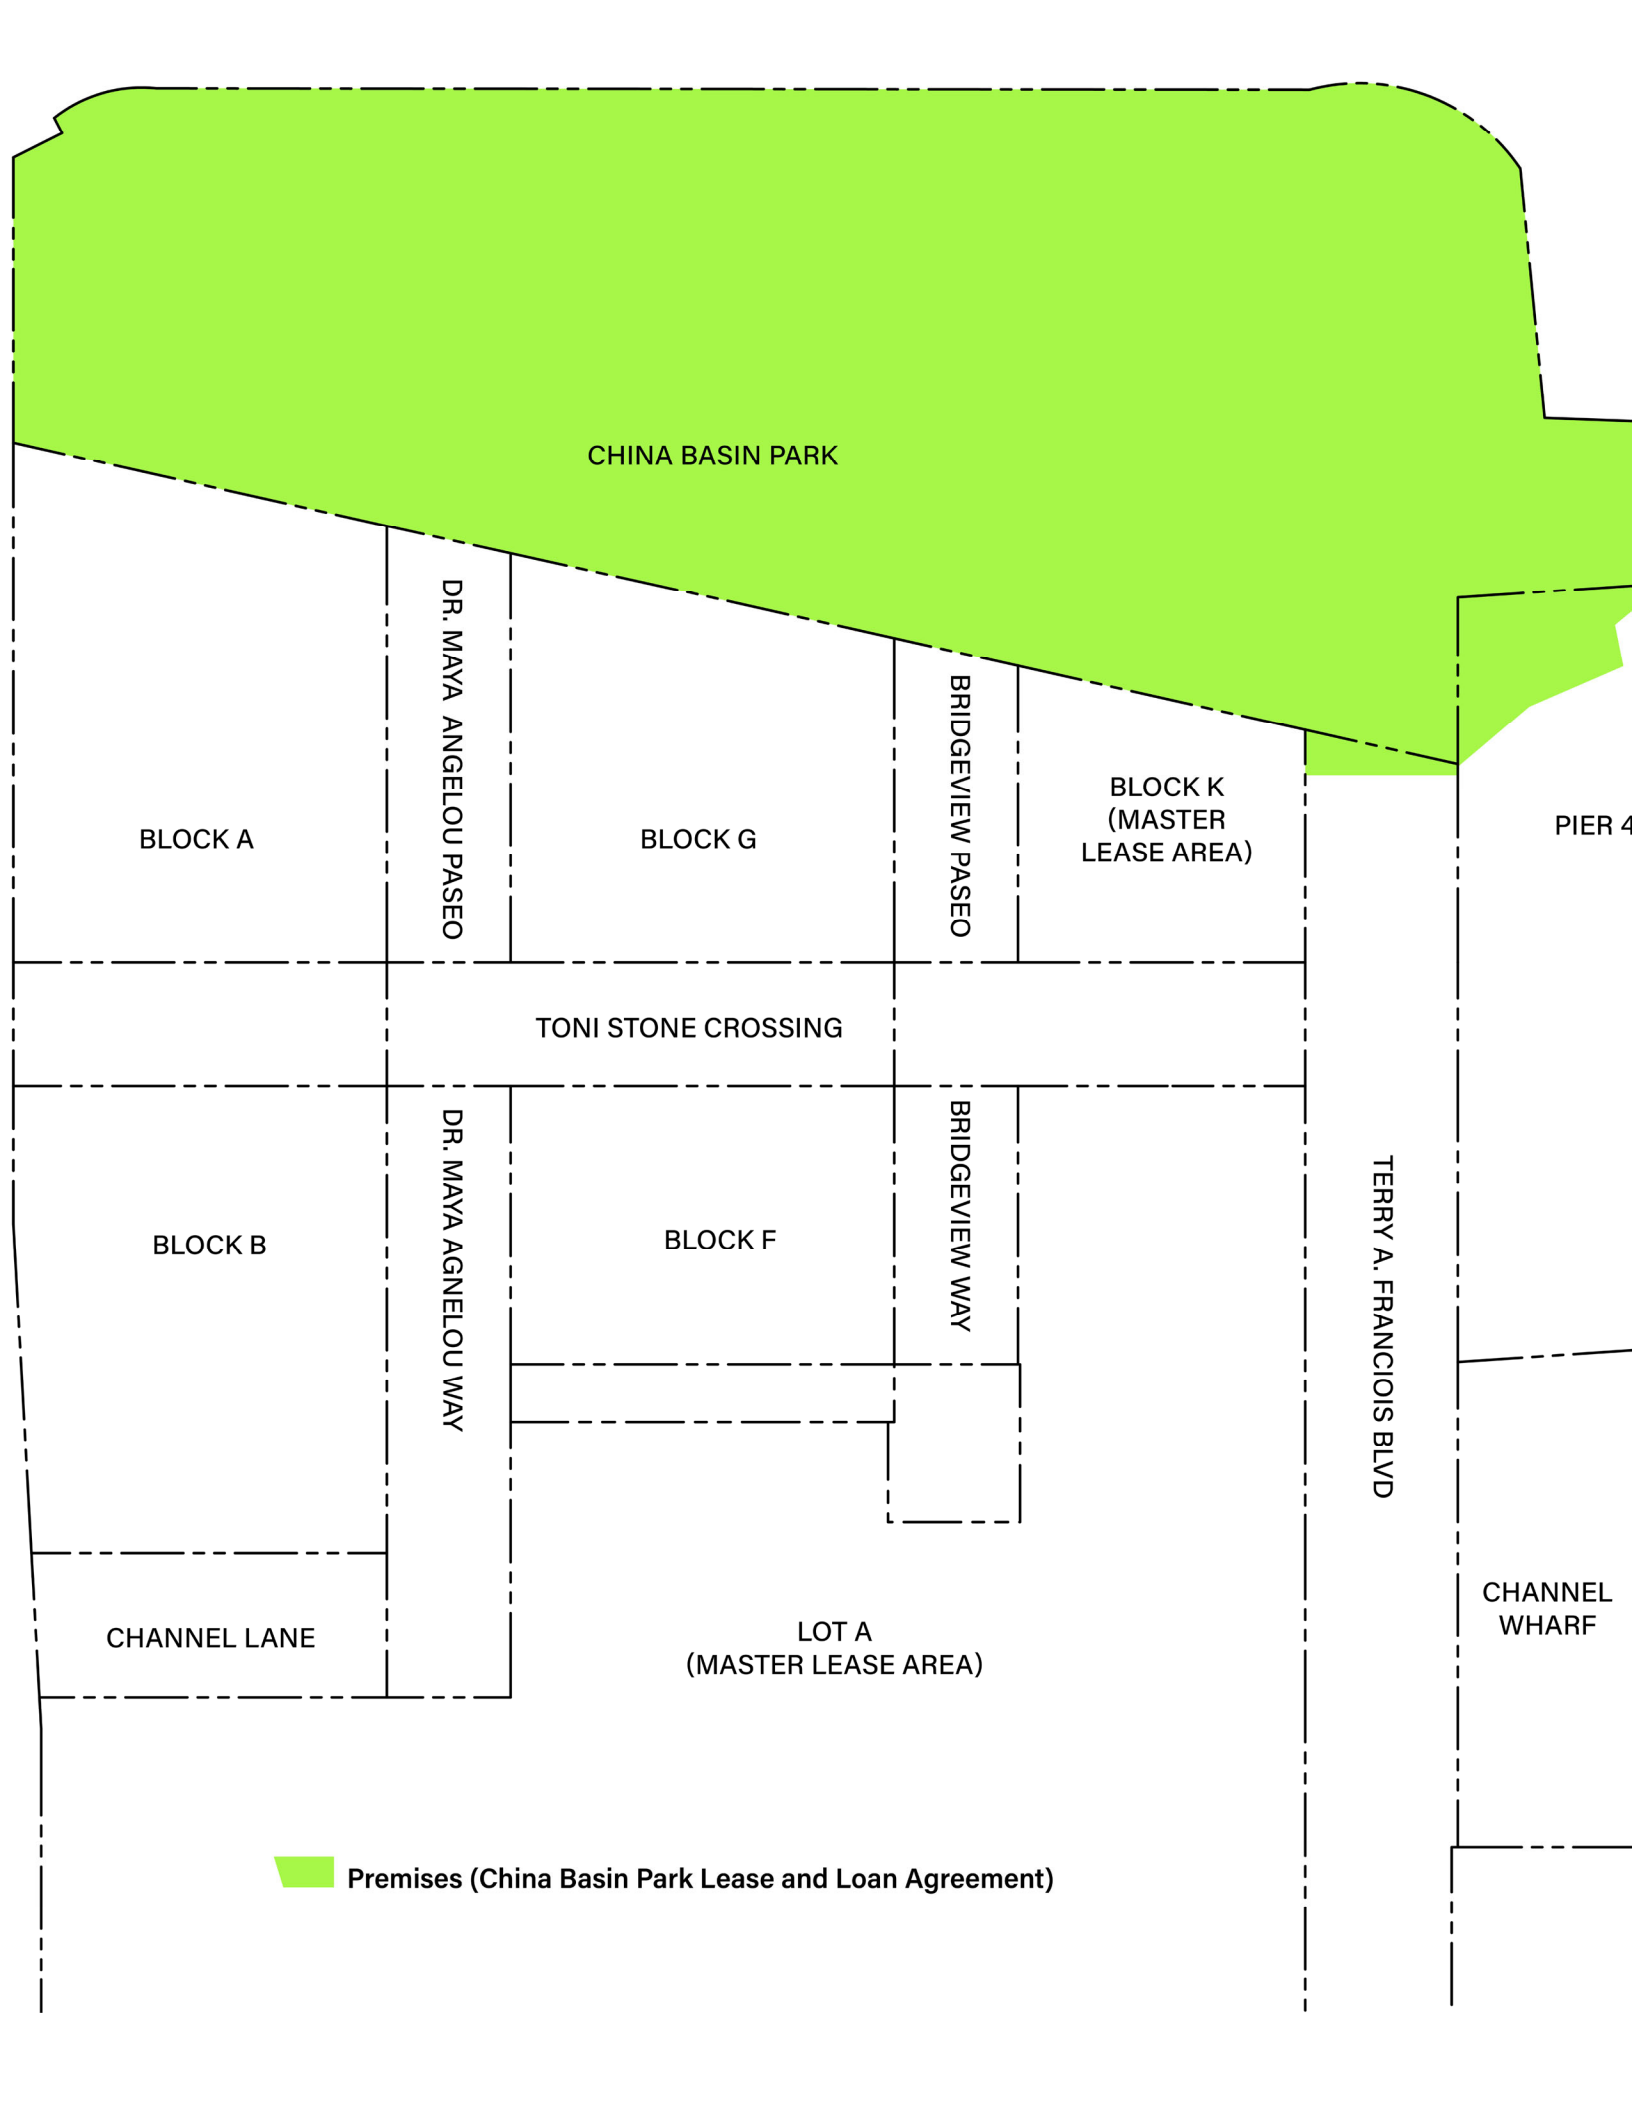 CHINA BASIN PARK
DR. MAYA ANGELOU PASEO
BRIDGEVIEW PASEO
BLOCK K
(MASTER
LEASE AREA)
BLOCK A
BLOCK G
PIER 4
TONI STONE CROSSING
DR. MAYA AGNELOU WAY
BRIDGEVIEW WAY
TERRY A. FRANCIOIS BLVD
BLOCK B
BLOCK F
CHANNEL
WHARF
CHANNEL LANE
LOT A
(MASTER LEASE AREA)
Premises (China Basin Park Lease and Loan Agreement)